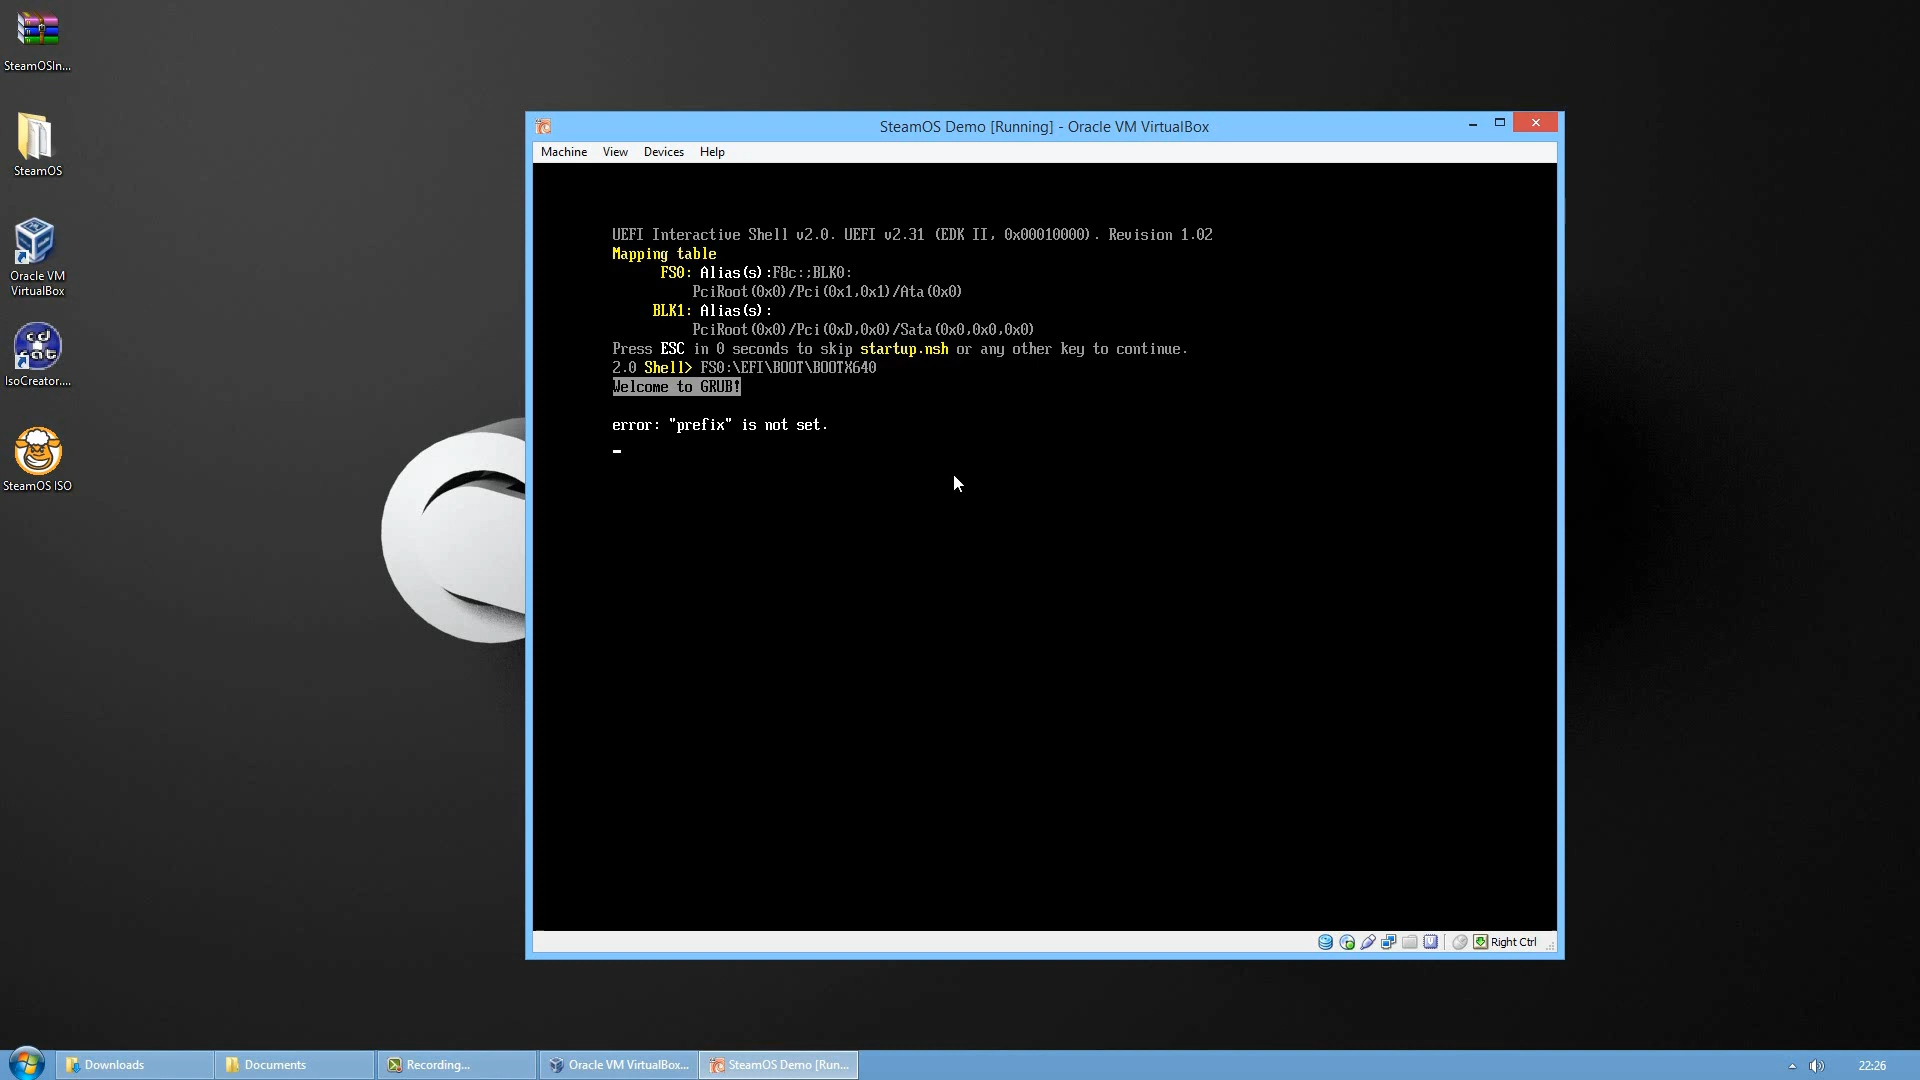 SteamOSIn...
SteamOS
Oracle VM
VirtualBox
cd
IsoCreator....
SteamOS ISO
SteamOS Demo [Running] - Oracle VM VirtualBox
Machine View Devices Help
UEFI Interactive Shell v2.0. UEFI v2.31 (EDK II, 0x00010000). Revision 1.02
Mapping table
FS0: Alias(s):F8c:;BLK0:
PciRoot(0x0)/Pci(0x1,0x1)/Ata(0x0)
BLK1: Alias(s):
PciRoot(0x0)/Pci(0xD,0x0)/Sata(0x0,0x0,0x0)
Press ESC in 0 seconds to skip startup.nsh or any other key to continue.
2.0 Shell> FS0:\EFI\BOOT\BOOTX640
Welcome to GRUB!
error: "prefix" is not set.
Right Ctrl
Downloads
Documents
Recording...
Oracle VM VirtualBox...
SteamOS Demo [Run...
22:26